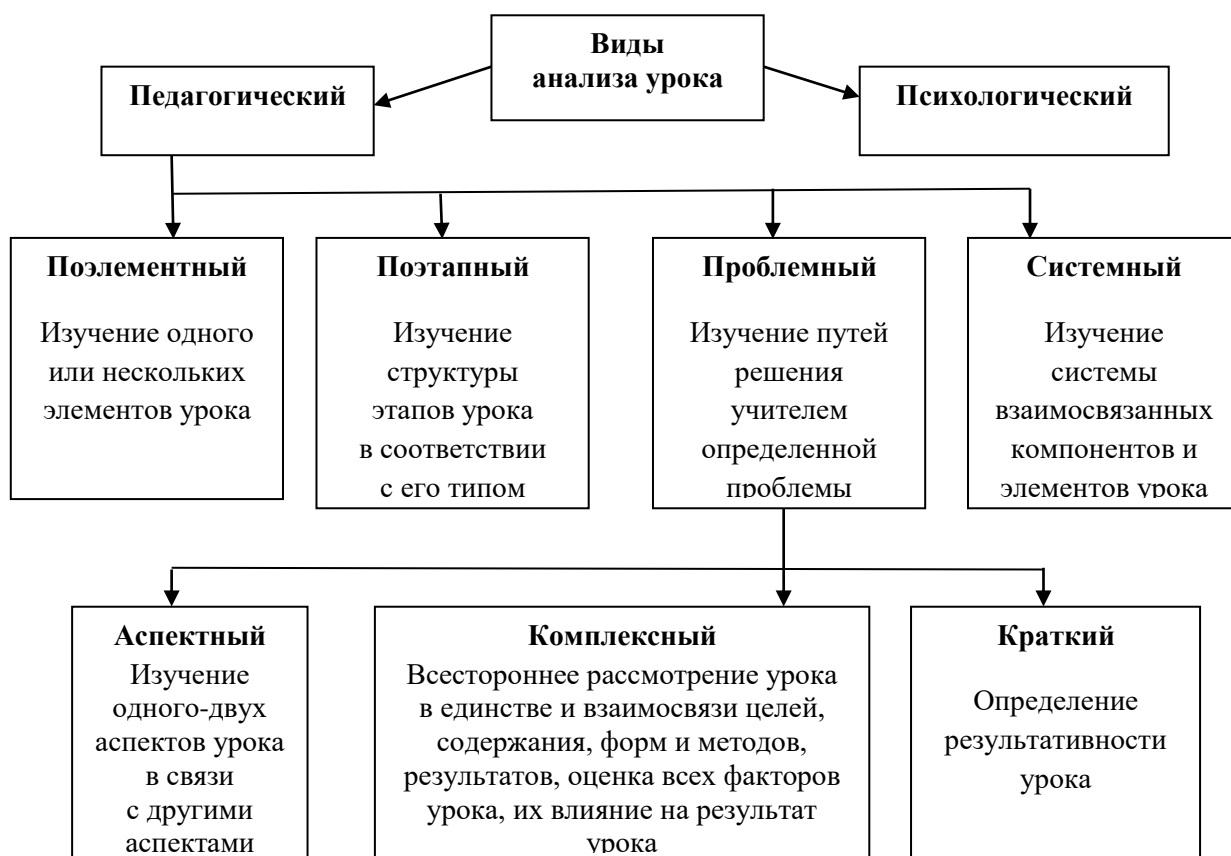 Виды
анализа урока
Педагогический
Психологический
Поэлементный
Изучение одного
или нескольких
элементов урока
Поэтапный
Изучение
структуры
этапов урока
в соответствии
с его типом
Проблемный
Изучение путей
решения
учителем
определенной
проблемы
Системный
Изучение
системы
взаимосвязанных
компонентов и
элементов урока
Аспектный
Изучение
одного-двух
аспектов урока
в связи
с другими
аспектами
Комплексный
Всестороннее рассмотрение урока
в единстве и взаимосвязи целей,
содержания, форм и методов,
результатов, оценка всех факторов
урока, их влияние на результат
урока
Краткий
Определение
результативности
урока